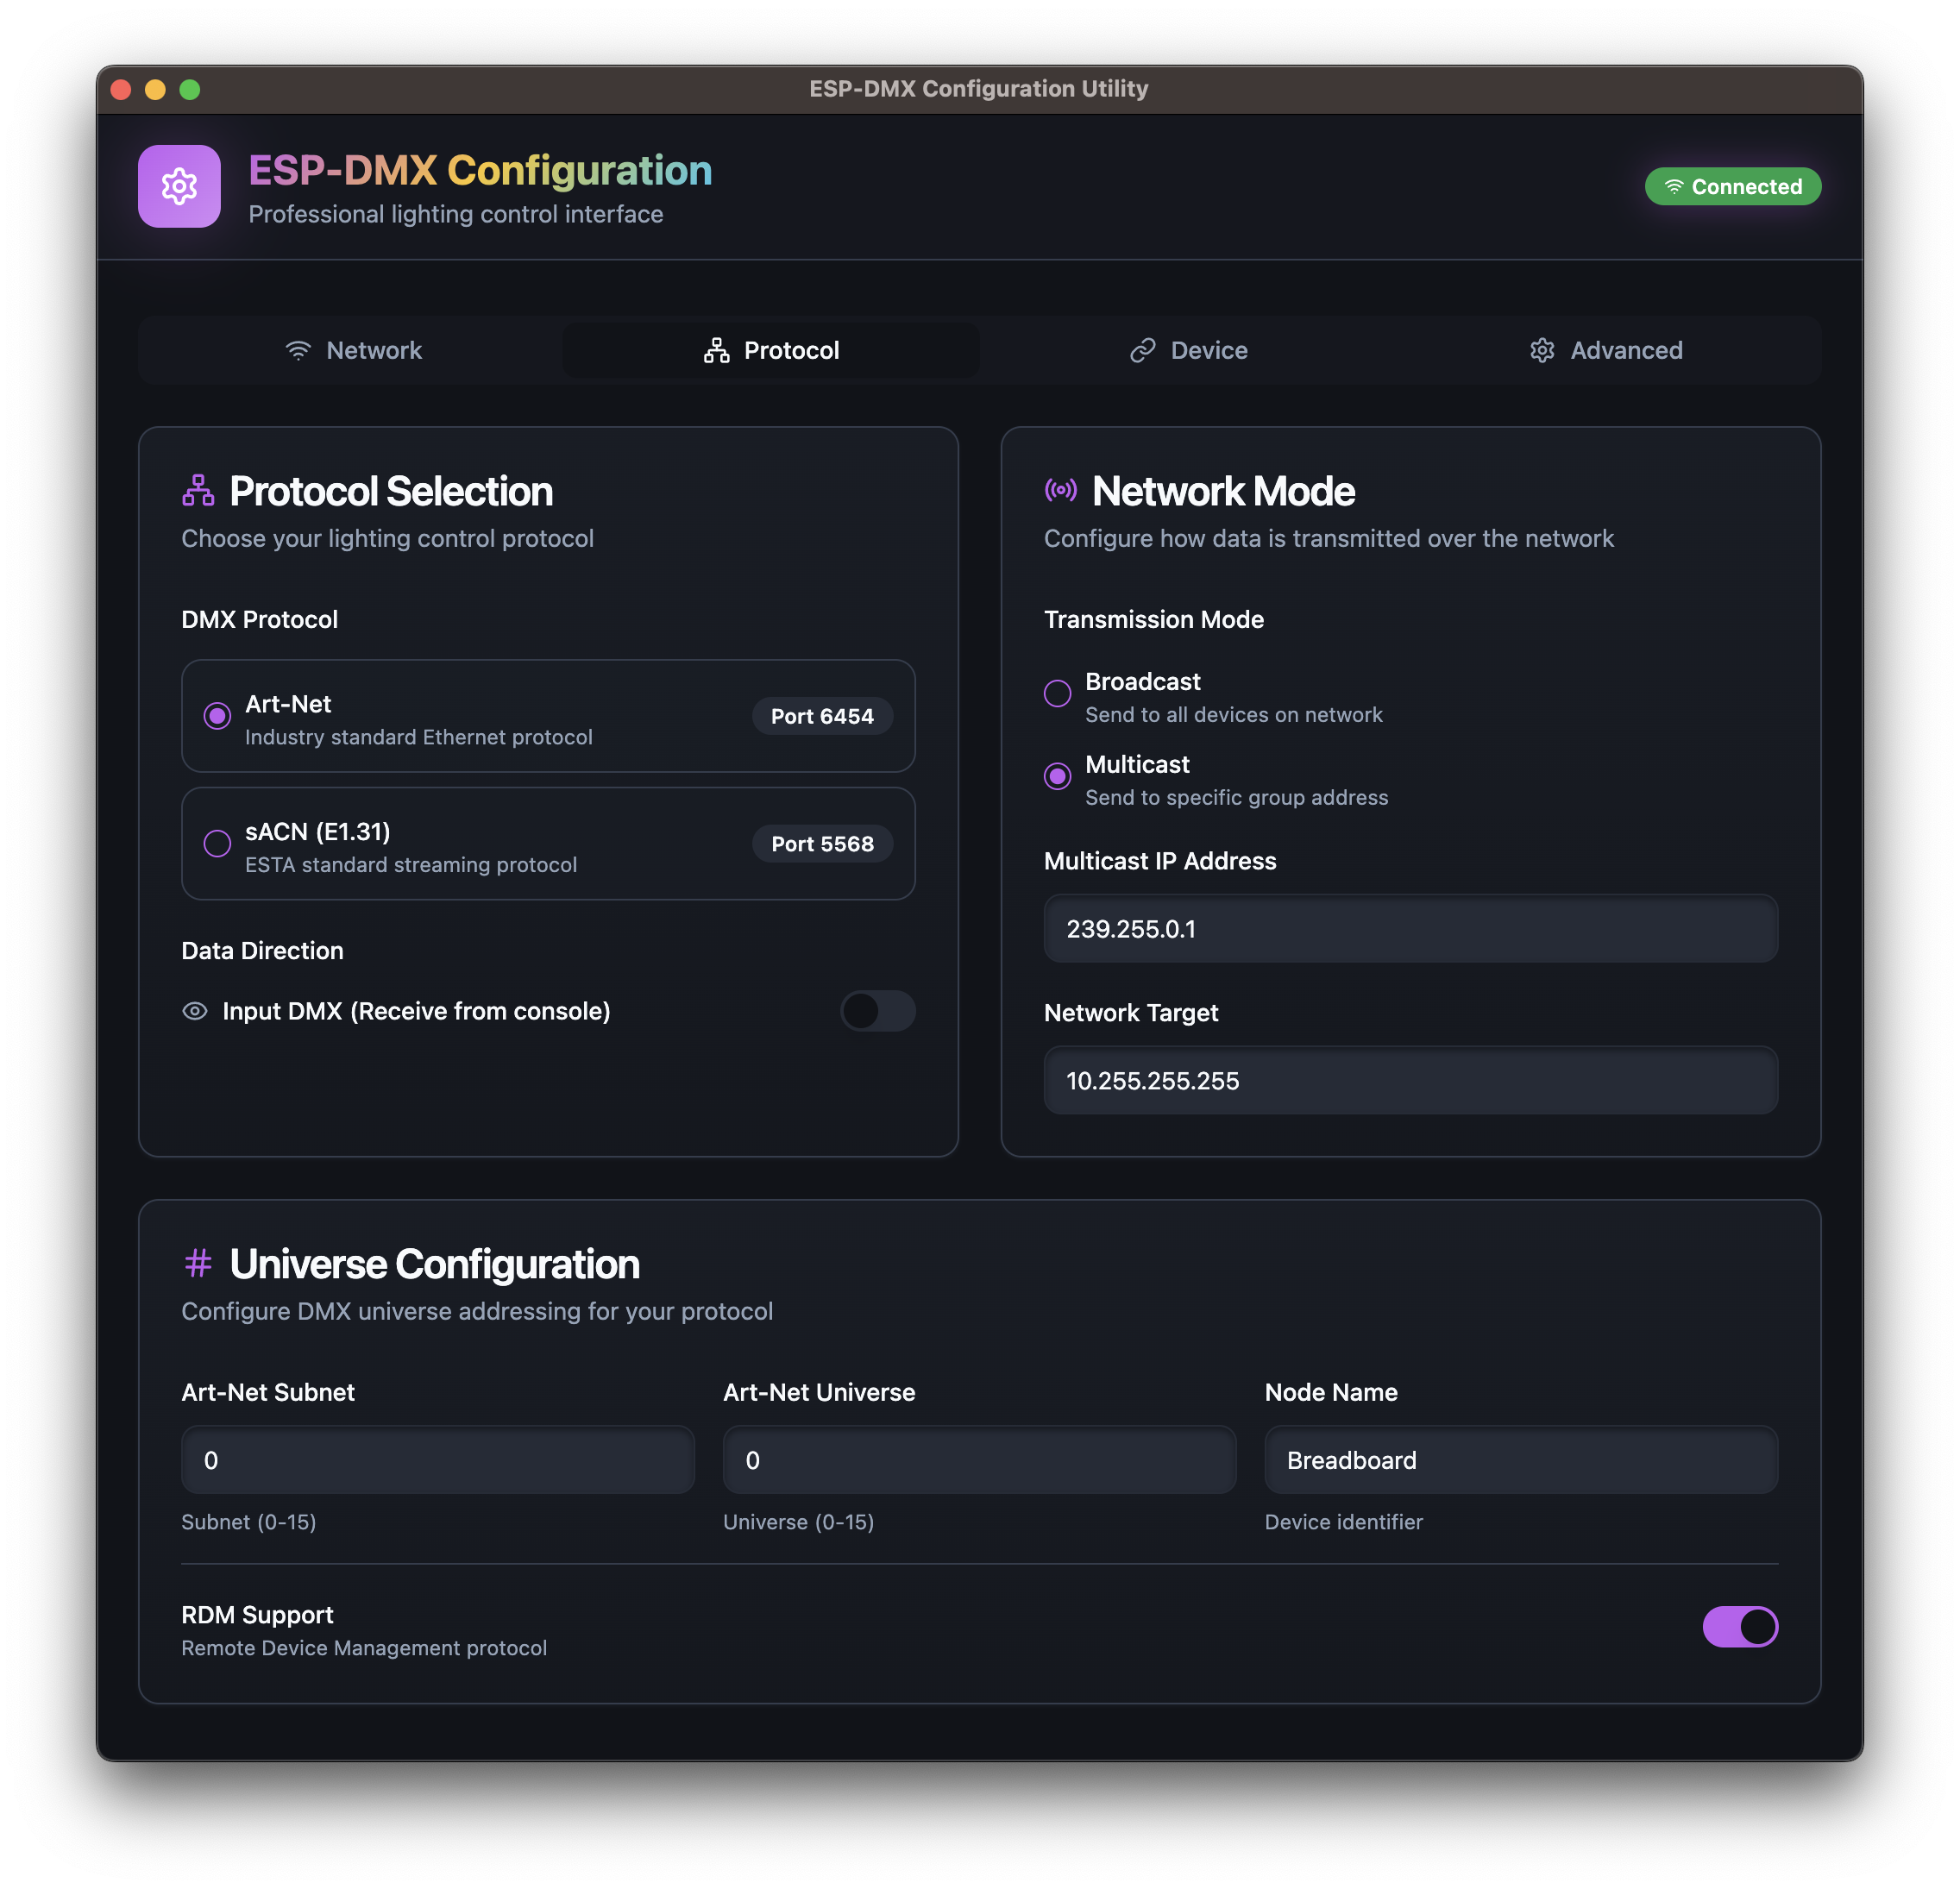 ESP-DMX Configuration Utility
ESP-DMX Configuration
Professional lighting control interface
Connected
Network
Protocol
Device
Advanced
Protocol Selection
Choose your lighting control protocol
DMX Protocol
Art-Net
Industry standard Ethernet protocol
Port 6454
sACN (E1.31)
ESTA standard streaming protocol
Port 5568
Data Direction
Input DMX (Receive from console)
Network Mode
Configure how data is transmitted over the network
Transmission Mode
Broadcast
Send to all devices on network
Multicast
Send to specific group address
Multicast IP Address
239.255.0.1
Network Target
10.255.255.255
Universe Configuration
Configure DMX universe addressing for your protocol
Art-Net Subnet
0
Subnet (0-15)
Art-Net Universe
0
Universe (0-15)
Node Name
Breadboard
Device identifier
RDM Support
Remote Device Management protocol